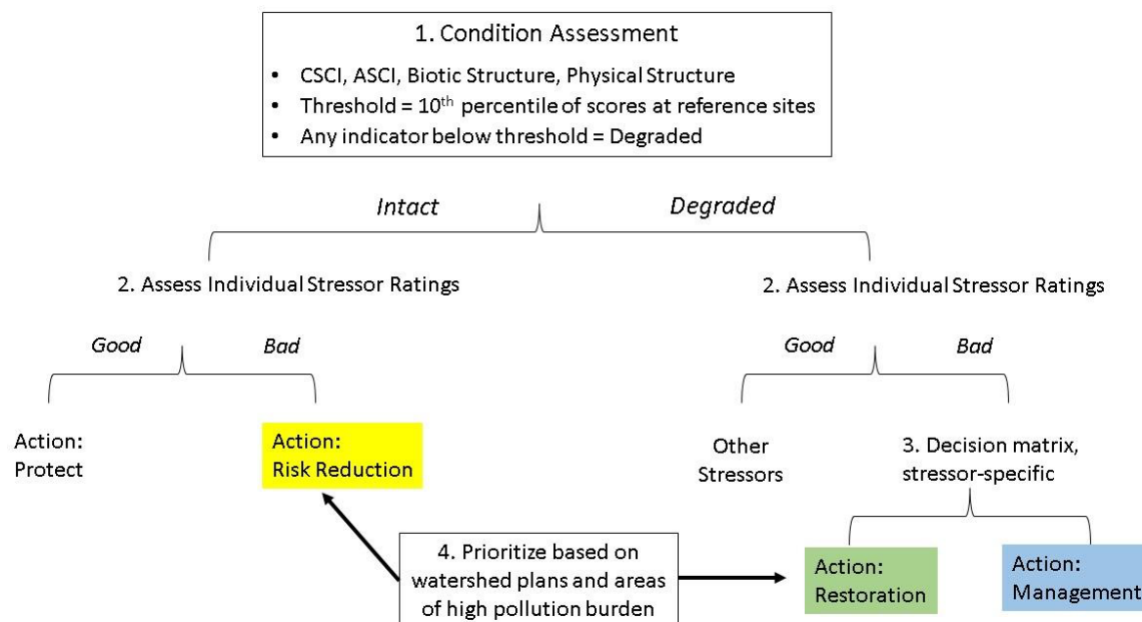 1. Condition Assessment
• CSCI, ASCI, Biotic Structure, Physical Structure
• Threshold = 10th percentile of scores at reference sites
• Any indicator below threshold = Degraded
Intact
Degraded
2. Assess Individual Stressor Ratings
2. Assess Individual Stressor Ratings
Good
Bad
Good
Bad
Action:
Protect
Action:
Risk Reduction
Other
Stressors
3. Decision matrix,
stressor-specific
4. Prioritize based on
watershed plans and areas
of high pollution burden
Action:
Restoration
Action:
Management